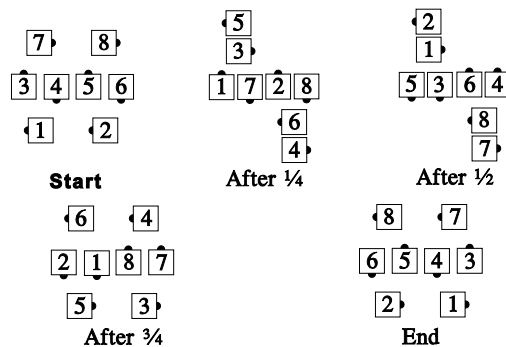 7 8
3 4 5 6
1 2
Start
5
3
1 7 2 8
6
4
After ¼
2
1
5 3 6 4
8
7
After ½
6 4
2 1 8 7
5 3
After ¾
8 7
6 5 4 3
2 1
End